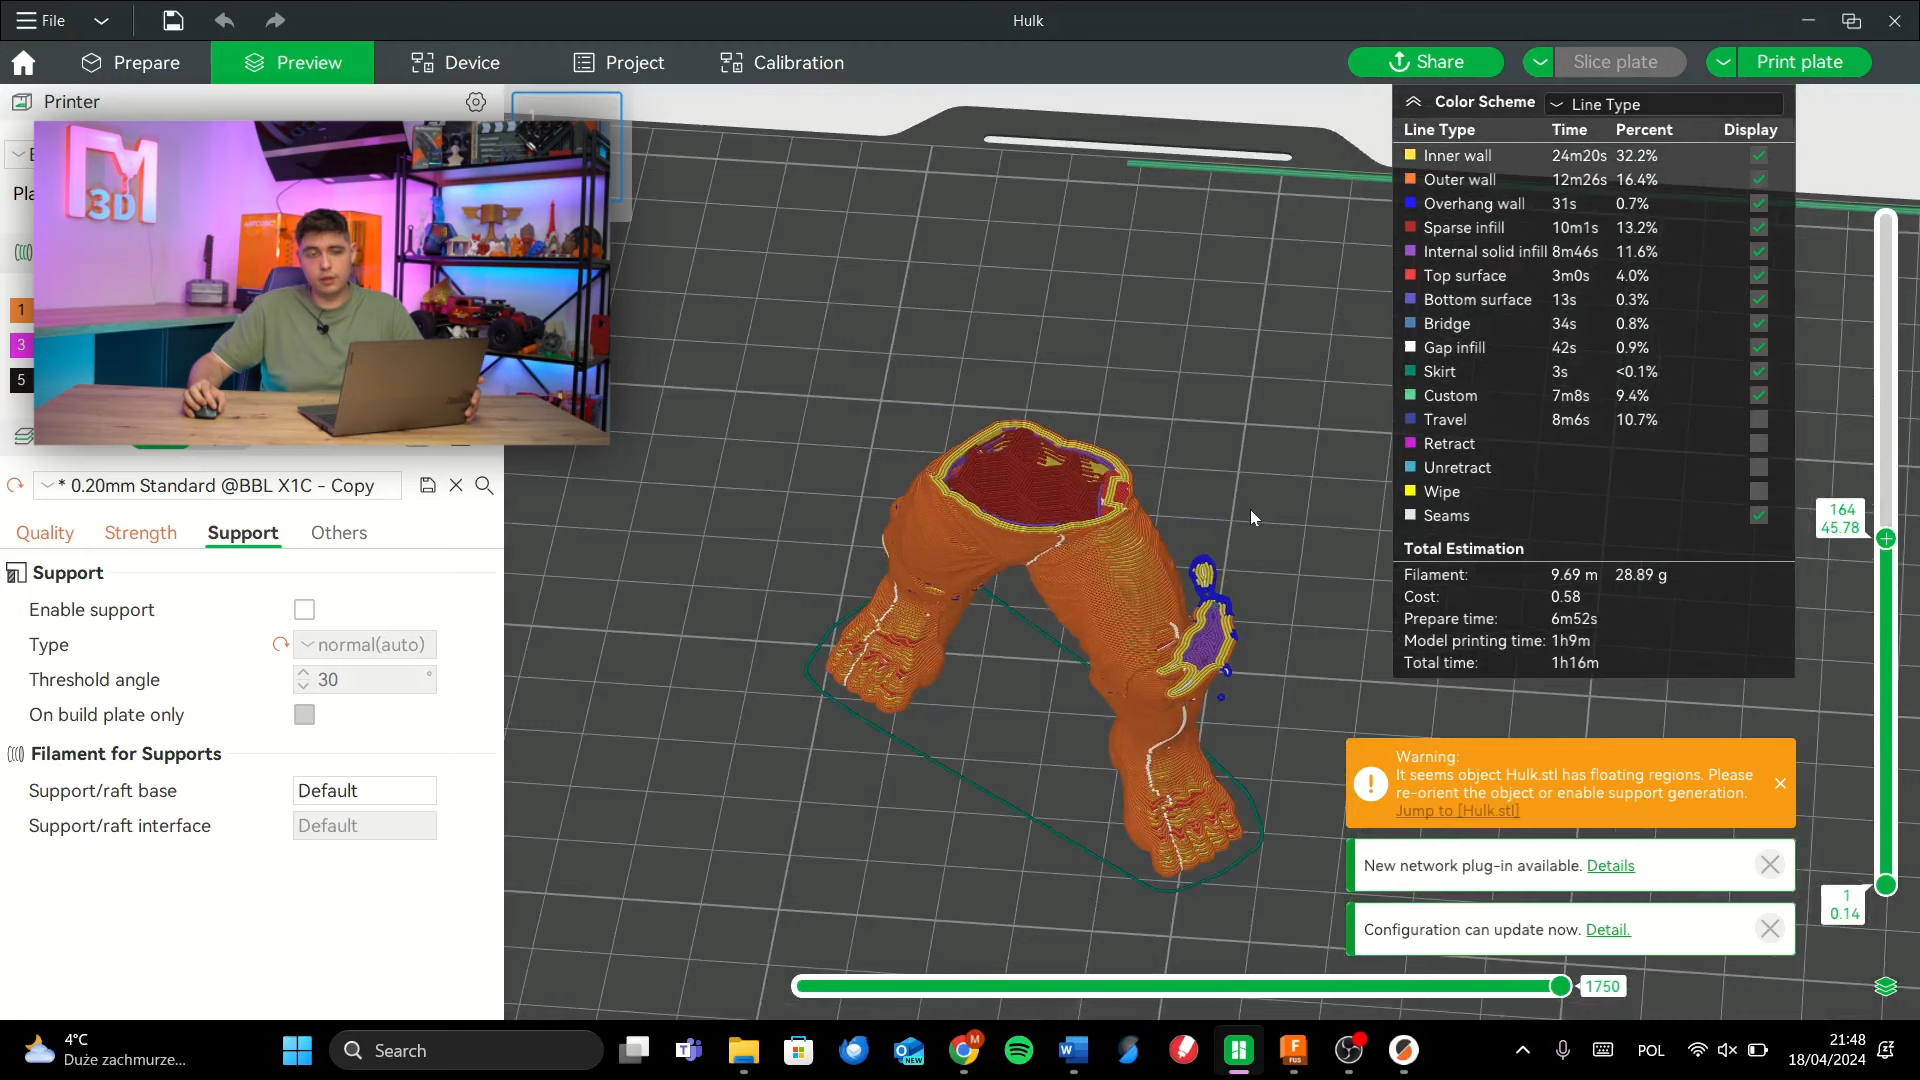 File
Hulk
Prepare
Preview
Device
Project
Calibration
Share
Slice plate
Print plate
Printer
3D
Pla
1
3
5
* 0.20mm Standard @BBL X1C - Copy
Quality
Strength
Support
Others
Support
Enable support
Type
normal(auto)
Threshold angle
30
°
On build plate only
Filament for Supports
Support/raft base
Default
Support/raft interface
Default
Color Scheme
Line Type
Line Type Time Percent Display
Inner wall 24m20s 32.2%
Outer wall 12m26s 16.4%
Overhang wall 31s 0.7%
Sparse infill 10m1s 13.2%
Internal solid infill 8m46s 11.6%
Top surface 3m0s 4.0%
Bottom surface 13s 0.3%
Bridge 34s 0.8%
Gap infill 42s 0.9%
Skirt 3s <0.1%
Custom 7m8s 9.4%
Travel 8m6s 10.7%
Retract
Unretract
Wipe
Seams
Total Estimation
Filament: 9.69 m 28.89 g
Cost: 0.58
Prepare time: 6m52s
Model printing time: 1h9m
Total time: 1h16m
164
45.78
Warning:
It seems object Hulk.stl has floating regions. Please
re-orient the object or enable support generation.
Jump to [Hulk.stl]
New network plug-in available. Details
Configuration can update now. Detail.
1
0.14
1750
4°C
Duże zachmurze...
Search
NEW
M
F
FUS
POL
21:48
18/04/2024